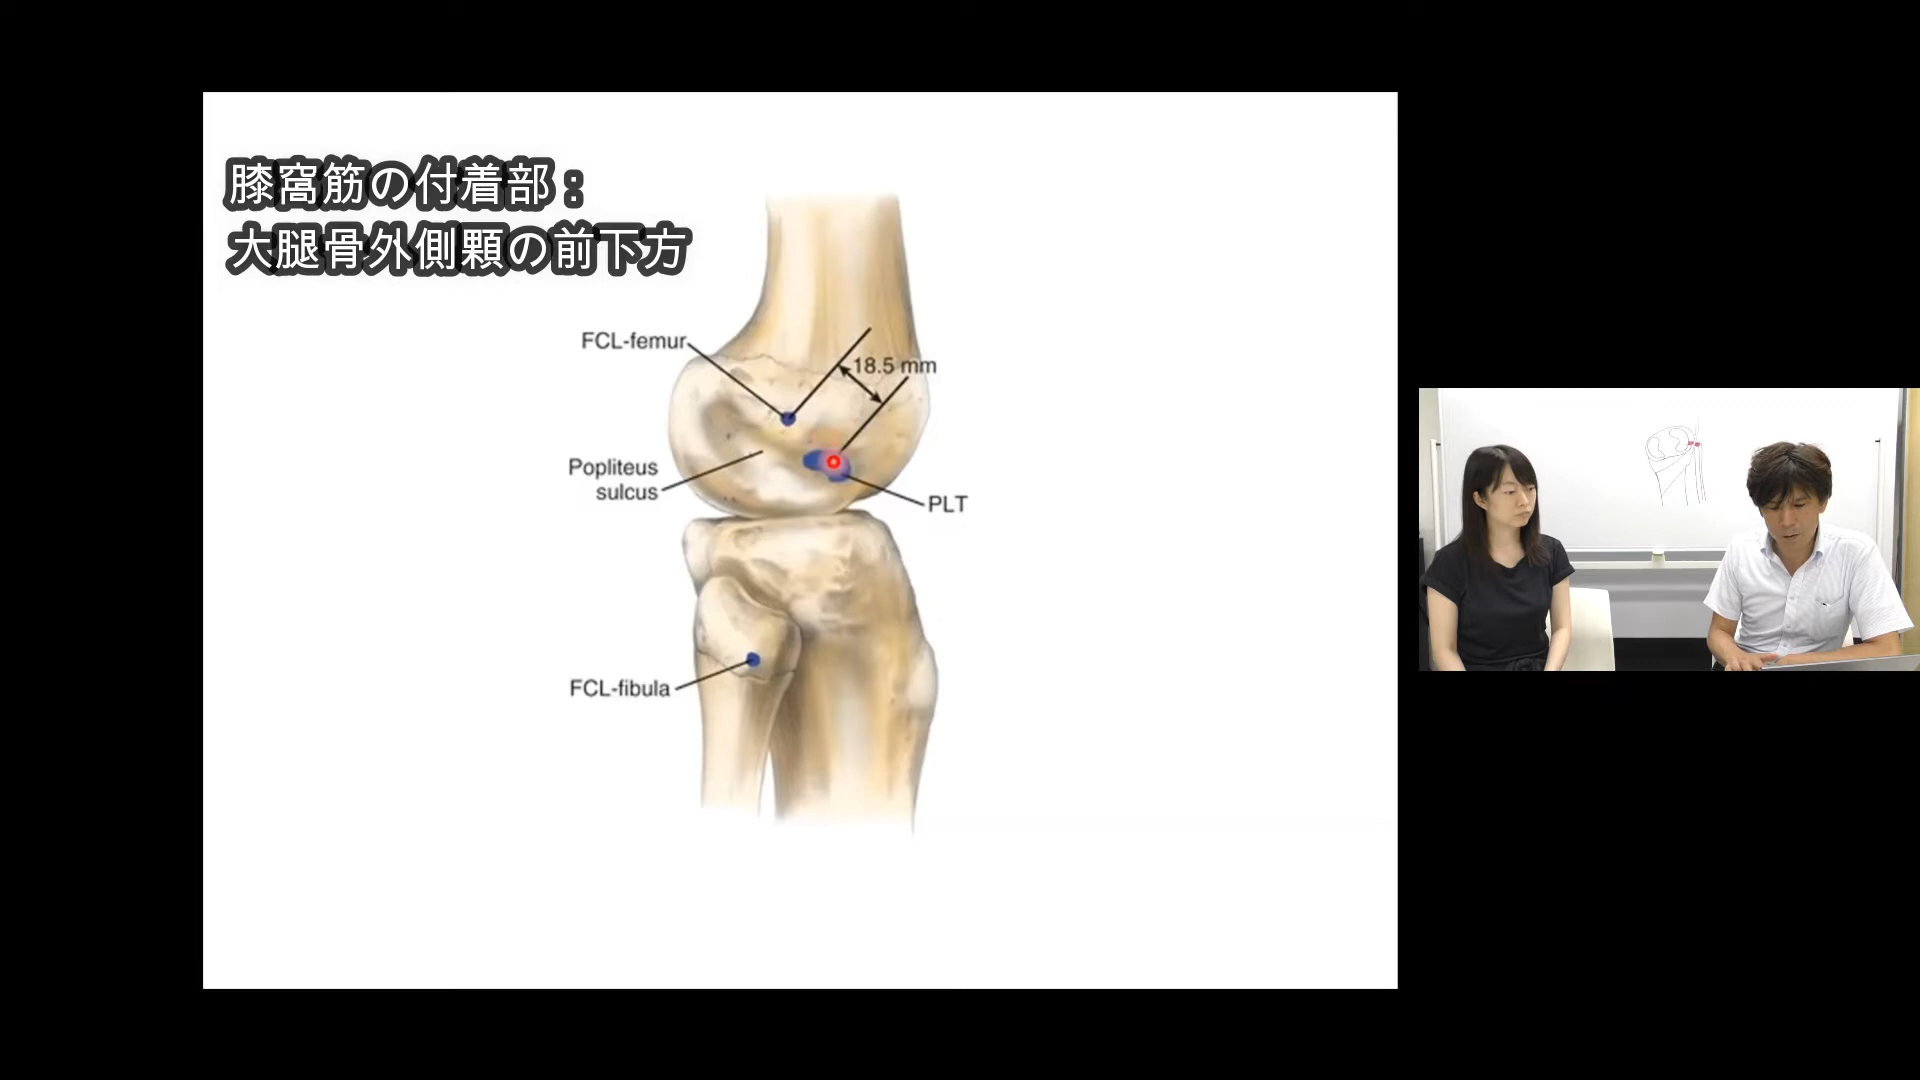 膝窩筋の付着部：
大腿骨外側顆の前下方
FCL-femur
18.5 mm
Popliteus
sulcus
PLT
FCL-fibula